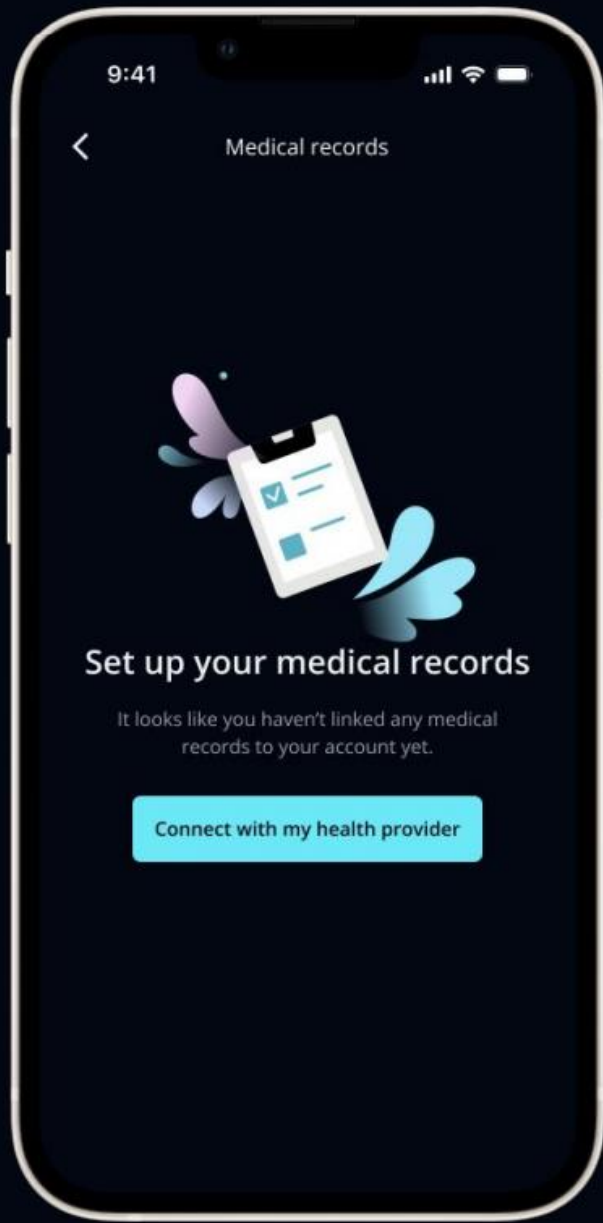 9:41
Medical records
Set up your medical records
It looks like you haven’t linked any medical
records to your account yet.
Connect with my health provider